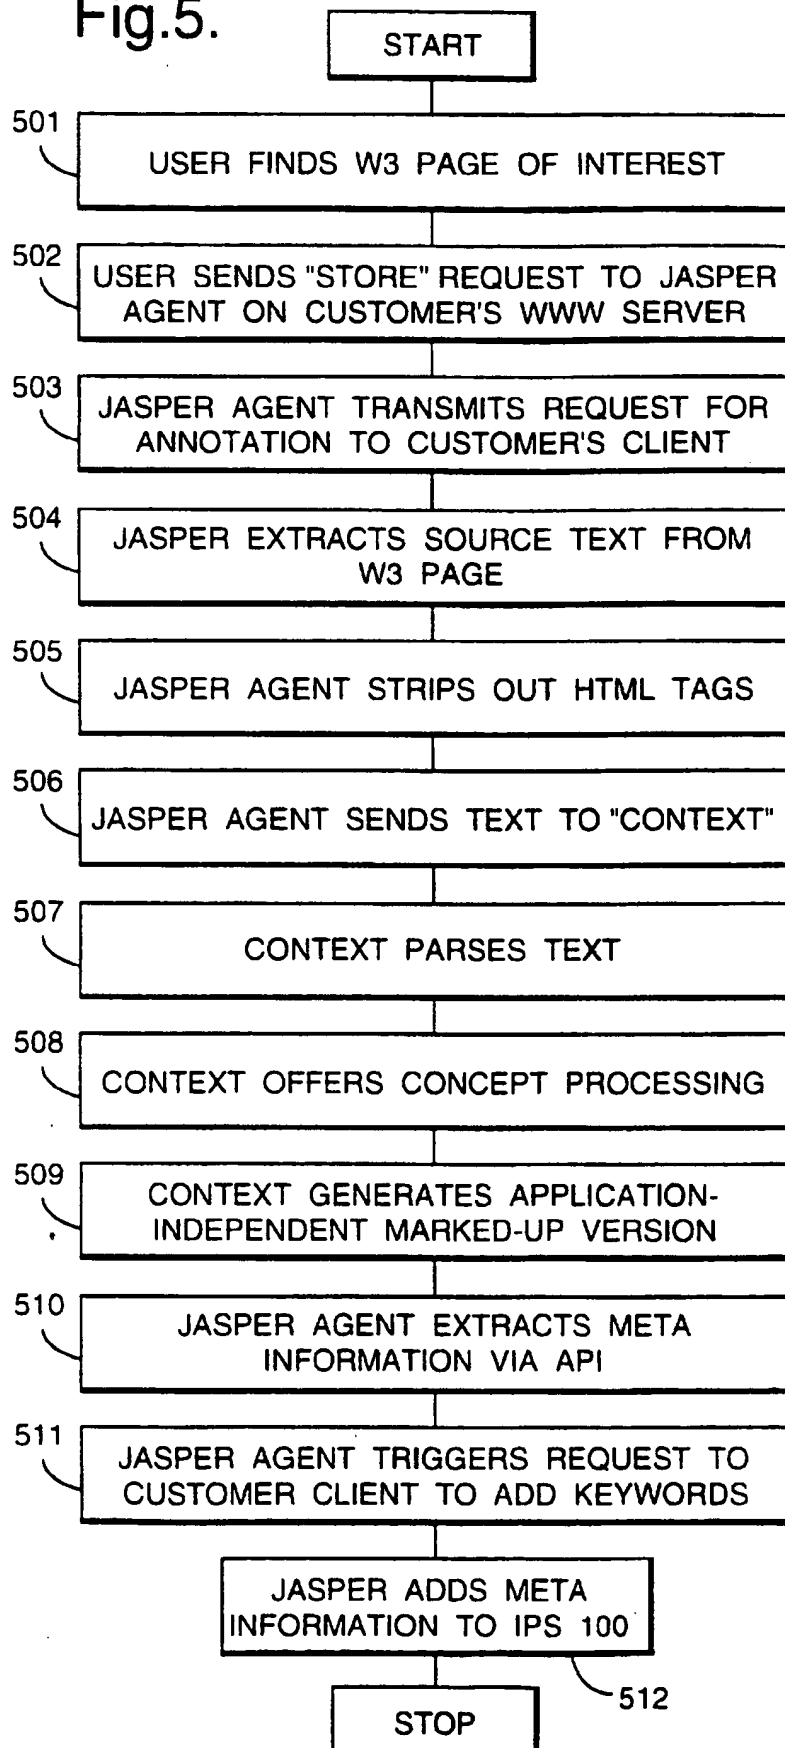 Fig.5.
START
501
USER FINDS W3 PAGE OF INTEREST
502
USER SENDS "STORE" REQUEST TO JASPER
AGENT ON CUSTOMER'S WWW SERVER
503
JASPER AGENT TRANSMITS REQUEST FOR
ANNOTATION TO CUSTOMER'S CLIENT
504
JASPER EXTRACTS SOURCE TEXT FROM
W3 PAGE
505
JASPER AGENT STRIPS OUT HTML TAGS
506
JASPER AGENT SENDS TEXT TO "CONTEXT"
507
CONTEXT PARSES TEXT
508
CONTEXT OFFERS CONCEPT PROCESSING
509
CONTEXT GENERATES APPLICATION-
INDEPENDENT MARKED-UP VERSION
510
JASPER AGENT EXTRACTS META
INFORMATION VIA API
511
JASPER AGENT TRIGGERS REQUEST TO
CUSTOMER CLIENT TO ADD KEYWORDS
JASPER ADDS META
INFORMATION TO IPS 100
512
STOP